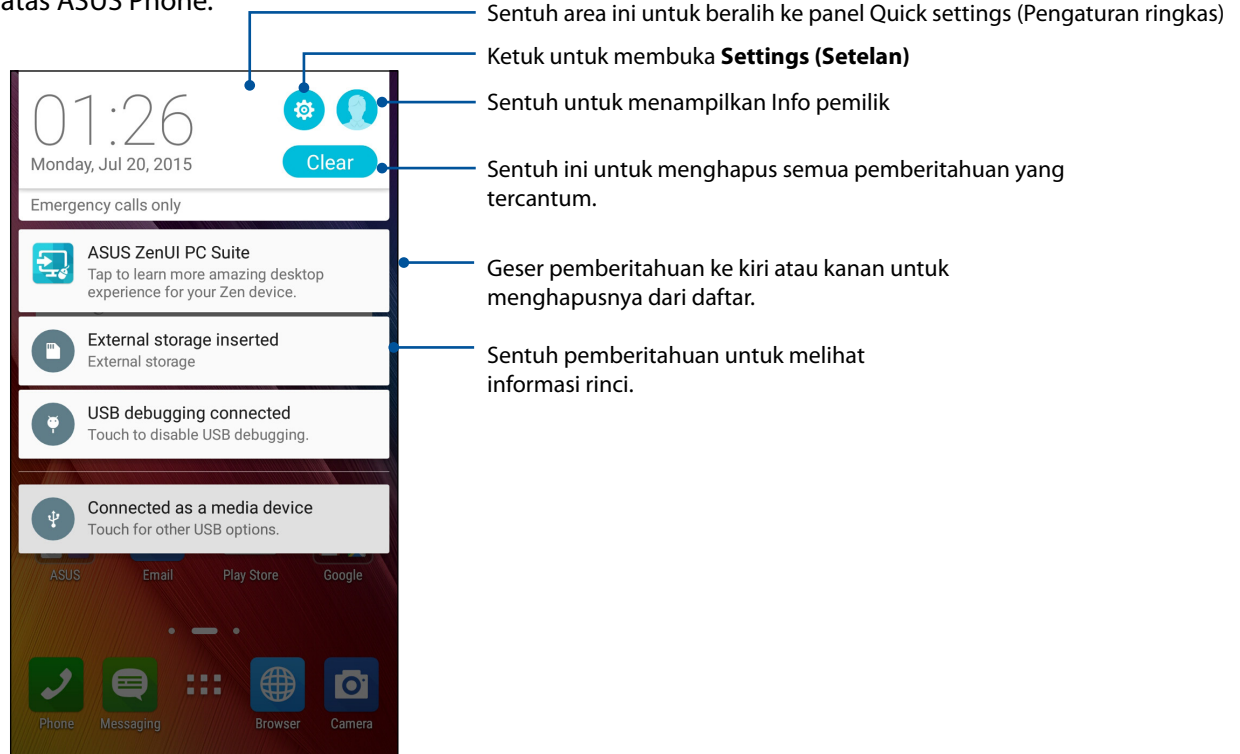 atas ASUS Phone.
Sentuh area ini untuk beralih ke panel Quick settings (Pengaturan ringkas)
Ketuk untuk membuka Settings (Setelan)
Sentuh untuk menampilkan Info pemilik
Sentuh ini untuk menghapus semua pemberitahuan yang
tercantum.
Geser pemberitahuan ke kiri atau kanan untuk
menghapusnya dari daftar.
Sentuh pemberitahuan untuk melihat
informasi rinci.
01:26
Monday, Jul 20, 2015
Clear
Emergency calls only
ASUS ZenUI PC Suite
Tap to learn more amazing desktop
experience for your Zen device.
External storage inserted
External storage
USB debugging connected
Touch to disable USB debugging.
Connected as a media device
Touch for other USB options.
ASUS Email Play Store Google
Phone Messaging Browser Camera